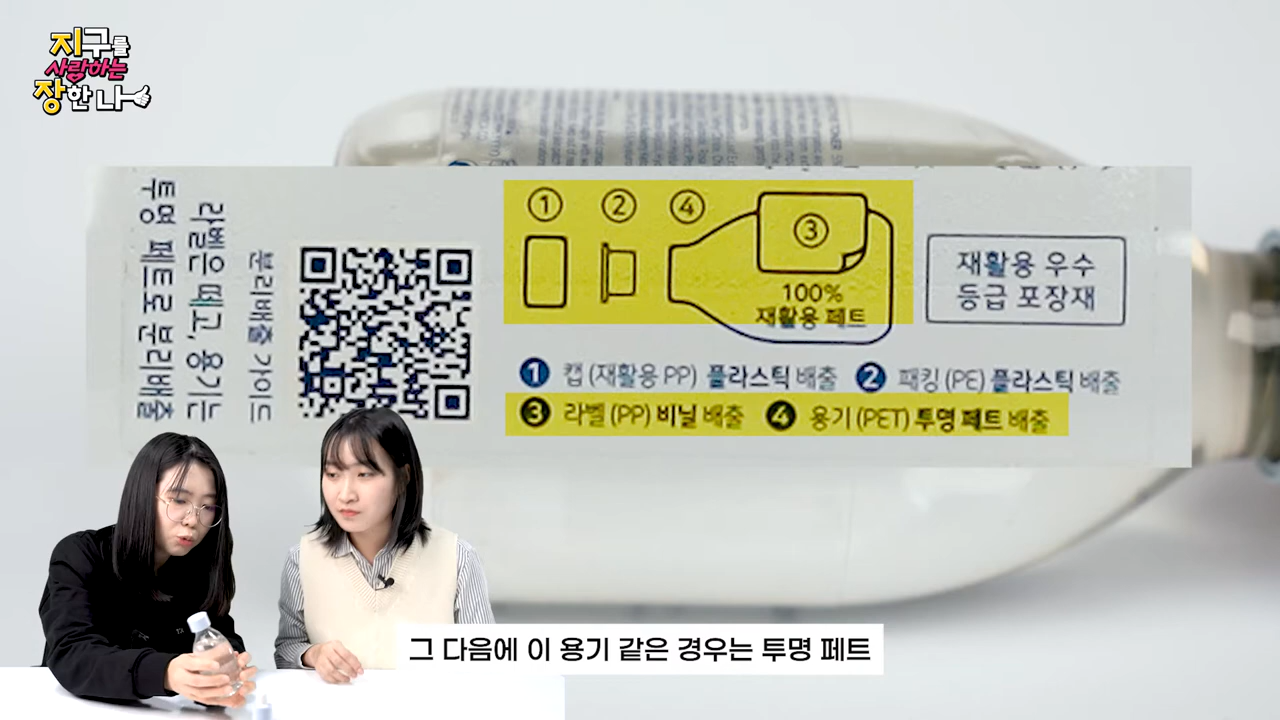 지구를
사랑하는
장한 나
투명 페트로 분리배출
라벨은 떼고, 용기는
분리배출 가이드
① ② ④
③
100%
재활용 페트
재활용 우수
등급 포장재
❶ 캡 (재활용 PP) 플라스틱 배출 ❷ 패킹 (PE) 플라스틱 배출
❸ 라벨 (PP) 비닐 배출 ❹ 용기 (PET) 투명 페트 배출
그 다음에 이 용기 같은 경우는 투명 페트